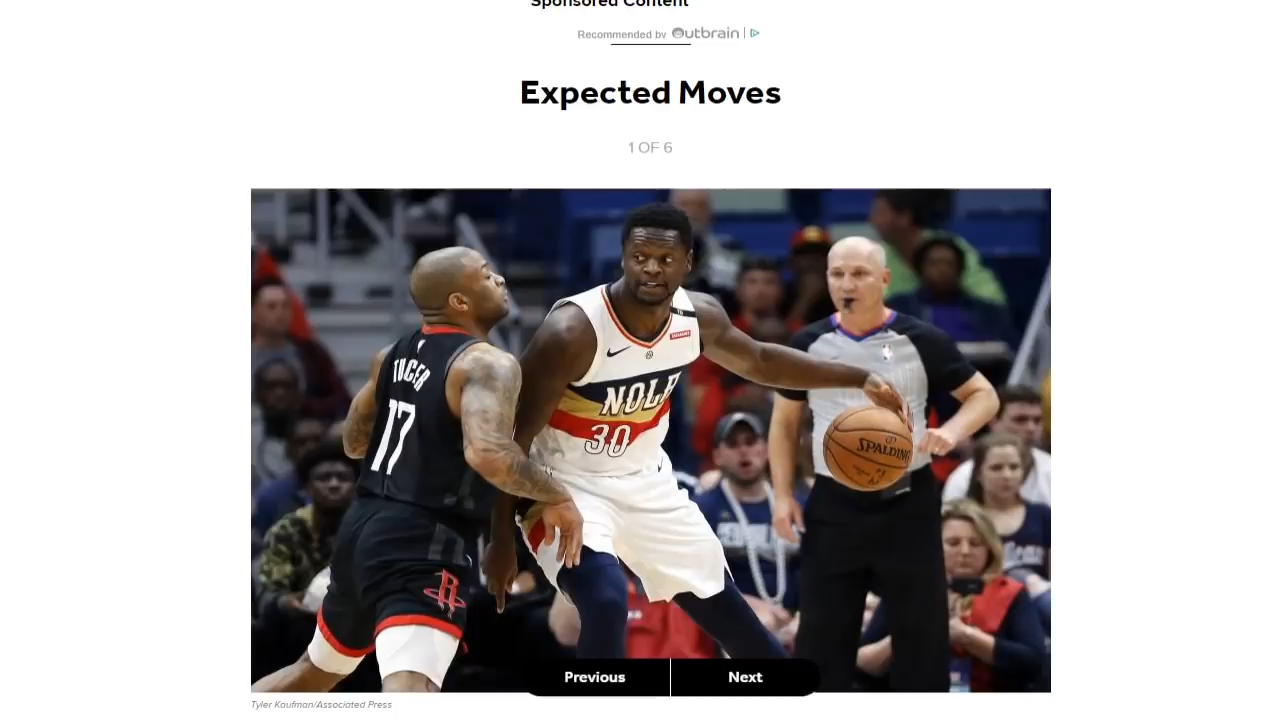 Sponsored Content
Recommended by Outbrain
Expected Moves
1 OF 6
TUCKER
17
NOLA
30
SPALDING
Previous
Next
Tyler Kaufman/Associated Press